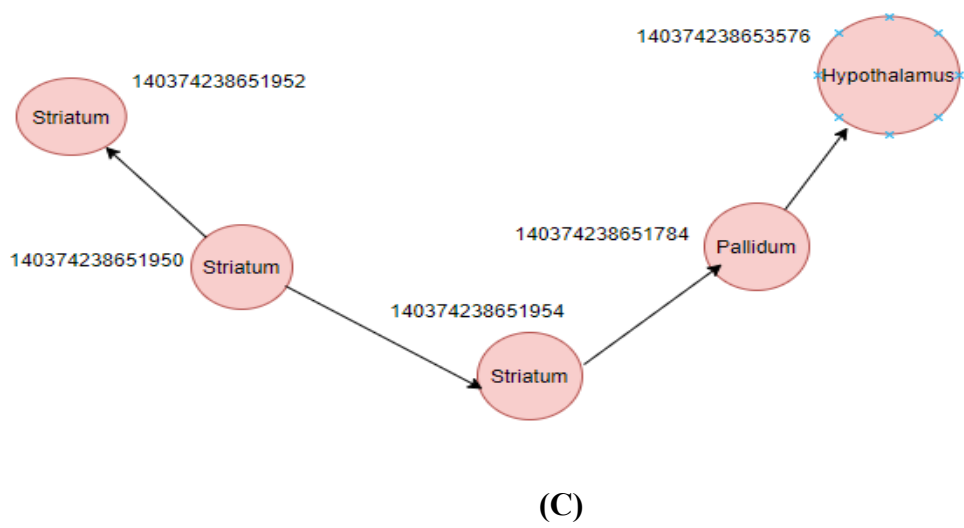 140374238653576
Hypothalamus
140374238651952
Striatum
140374238651784
Pallidum
140374238651950
Striatum
140374238651954
Striatum
(C)